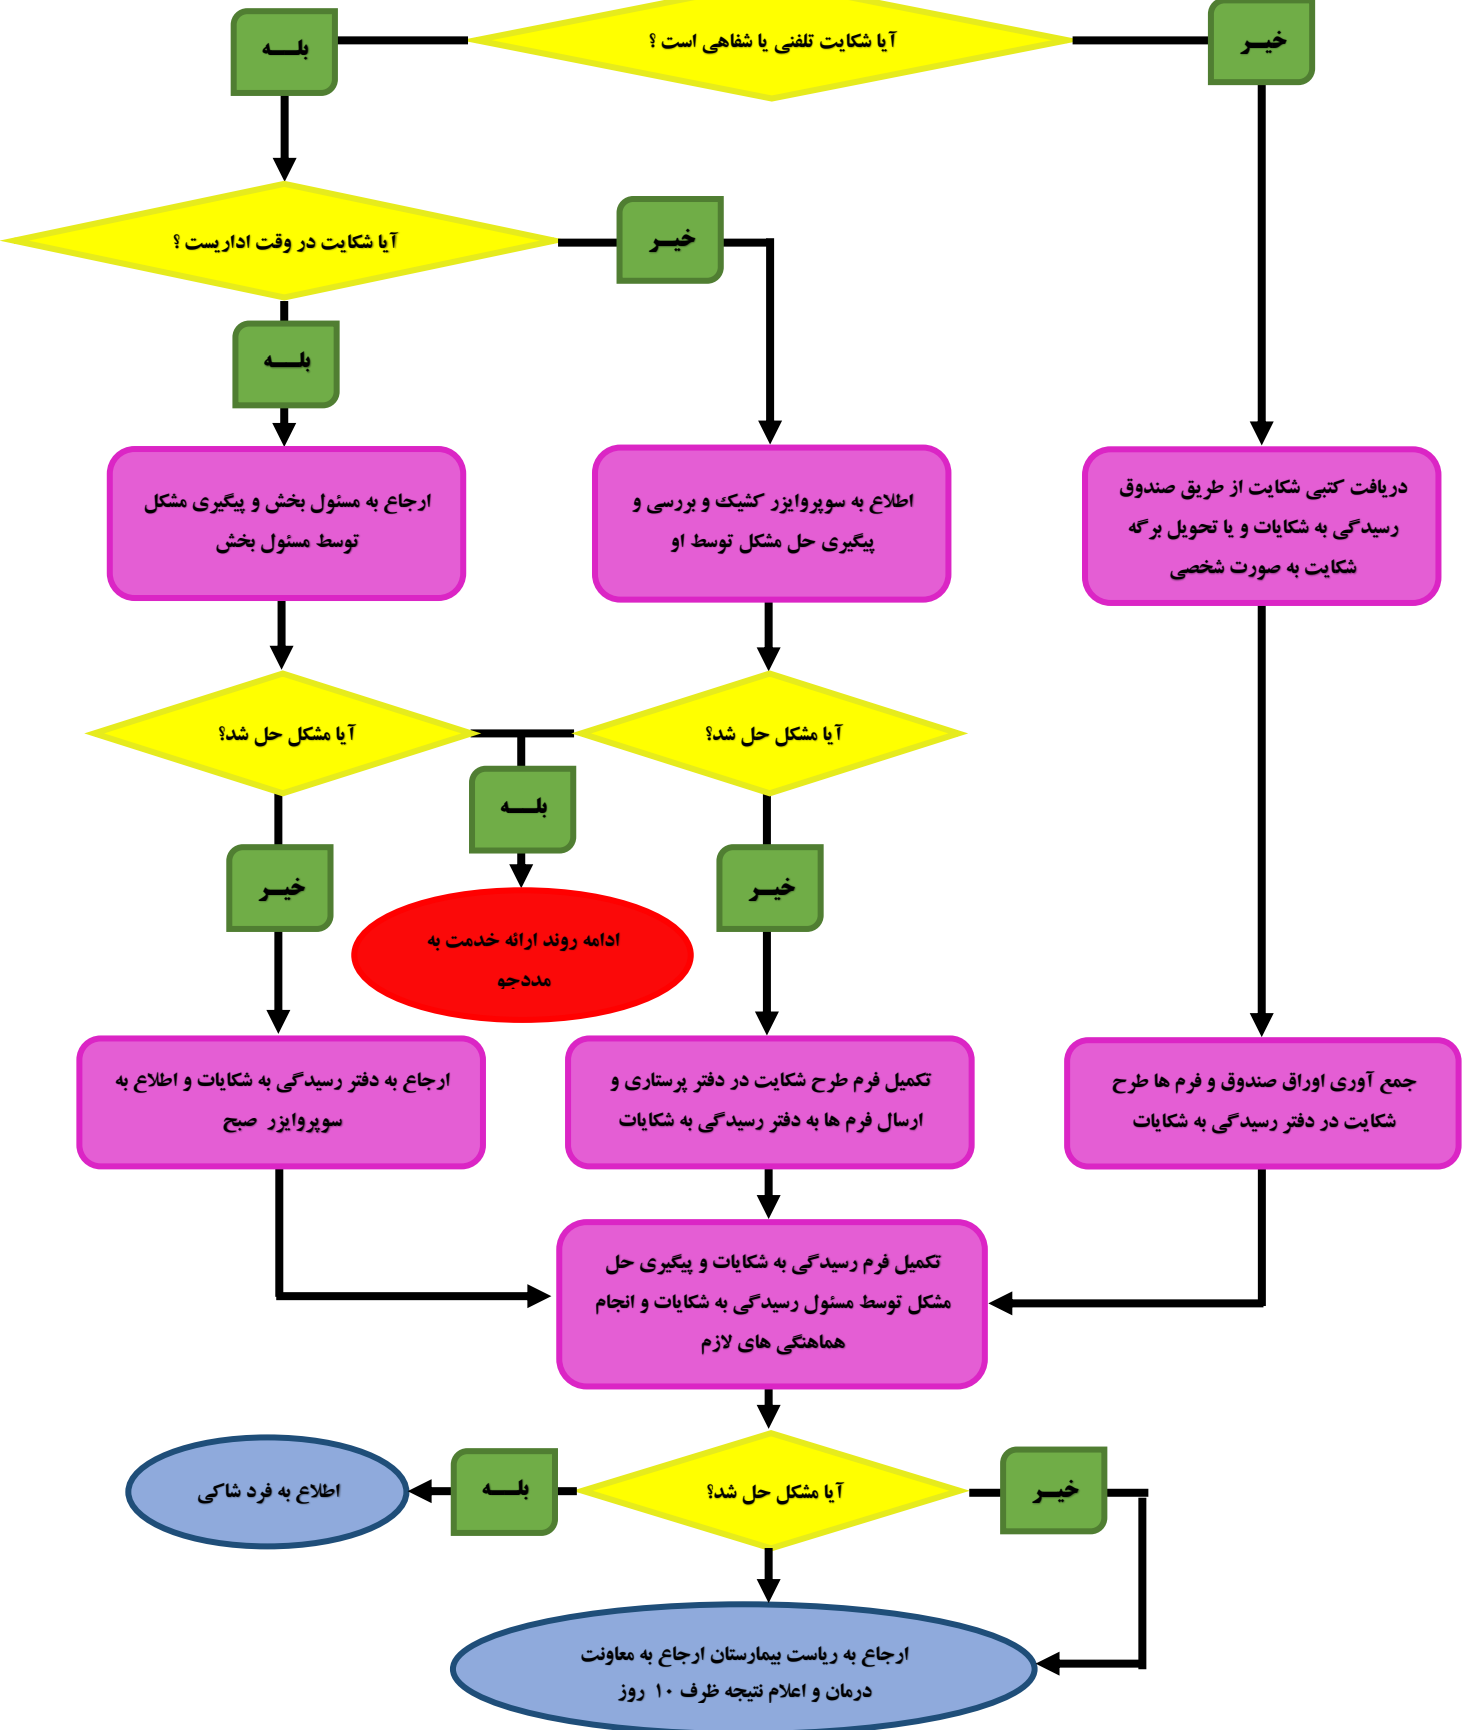 آیا شکایت تلفنی یا شفاهی است ؟
خیــر
بلــــه
آیا شکایت در وقت اداریست ؟
خیــر
بلــــه
دریافت کتبی شکایت از طریق صندوق
رسیدگی به شکایات و یا تحویل برگه
شکایت به صورت شخصی
اطلاع به سوپروایزر کشیک و بررسی و
پیگیری حل مشکل توسط او
ارجاع به مسئول بخش و پیگیری مشکل
توسط مسئول بخش
آیا مشکل حل شد؟
آیا مشکل حل شد؟
بلــــه
خیــر
خیــر
ادامه روند ارائه خدمت به
مددجو
جمع آوری اوراق صندوق و فرم ها طرح
شکایت در دفتر رسیدگی به شکایات
تکمیل فرم طرح شکایت در دفتر پرستاری و
ارسال فرم ها به دفتر رسیدگی به شکایات
ارجاع به دفتر رسیدگی به شکایات و اطلاع به
سوپروایزر صبح
تکمیل فرم رسیدگی به شکایات و پیگیری حل
مشکل توسط مسئول رسیدگی به شکایات و انجام
هماهنگی های لازم
خیــر
آیا مشکل حل شد؟
بلــــه
اطلاع به فرد شاکی
ارجاع به ریاست بیمارستان ارجاع به معاونت
درمان و اعلام نتیجه ظرف ۱۰ روز